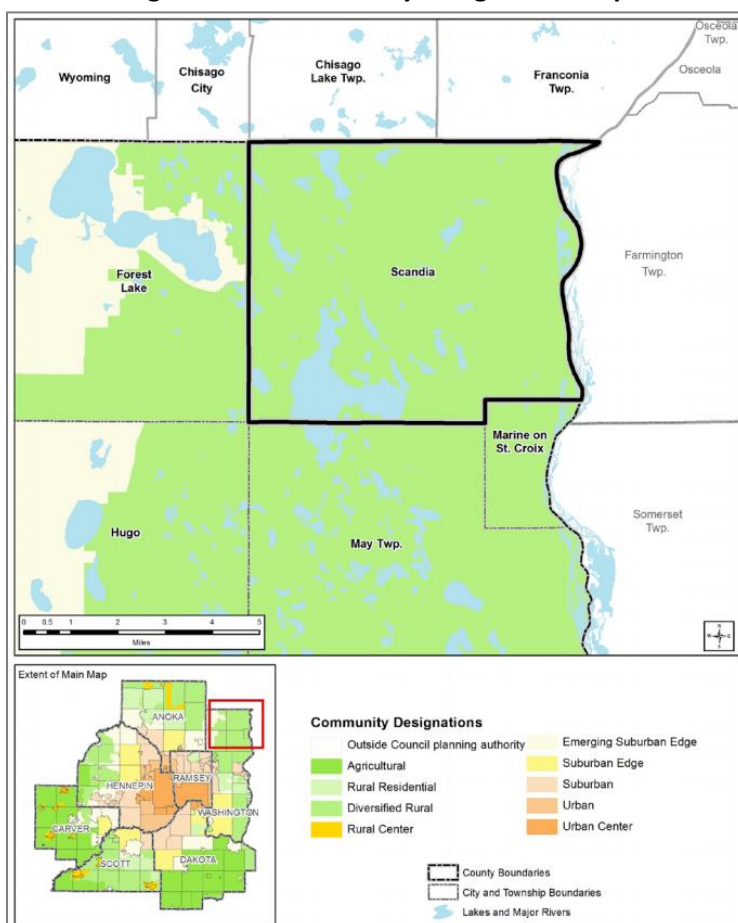 Osceola
Twp.
Wyoming
Chisago
City
Chisago
Lake Twp.
Franconia
Twp.
Osceola
Forest
Lake
Scandia
Farmington
Twp.
Marine on
St. Croix
Hugo
May Twp.
Somerset
Twp.
0 0.5 1 2 3 4 5
Miles
N
W E
S
Extent of Main Map
ANOKA
HENNEPIN
RAMSEY
WASHINGTON
CARVER
SCOTT
DAKOTA
Community Designations
Outside Council planning authority
Agricultural
Rural Residential
Diversified Rural
Rural Center
Emerging Suburban Edge
Suburban Edge
Suburban
Urban
Urban Center
County Boundaries
City and Township Boundaries
Lakes and Major Rivers